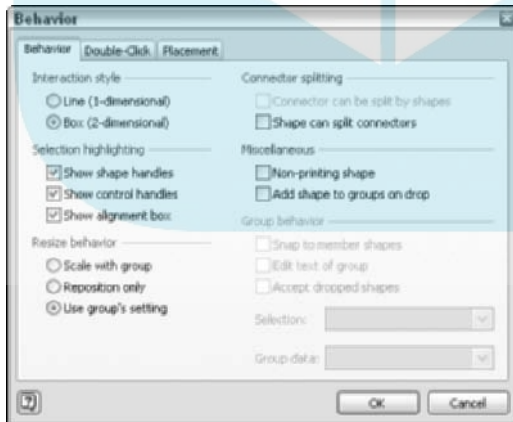 Behavior
Behavior Double-Click Placement
Interaction style
Line (1-dimensional)
Box (2-dimensional)
Selection highlighting
Show shape handles
Show control handles
Show alignment box
Resize behavior
Scale with group
Reposition only
Use group's setting
Connector splitting
Connector can be split by shapes
Shape can split connectors
Miscellaneous
Non-printing shape
Add shape to groups on drop
Group behavior
Snap to member shapes
Edit text of group
Accept dropped shapes
Selection:
Group data:
OK Cancel